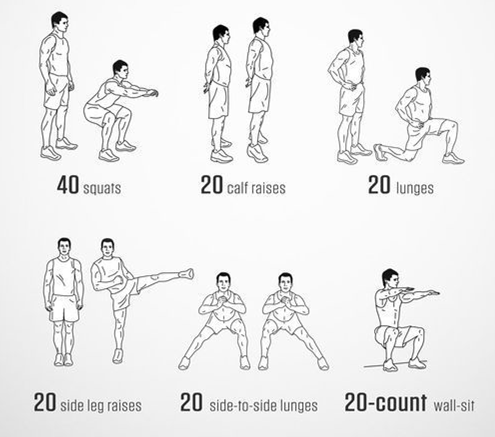 40 squats
20 calf raises
20 lunges
20 side leg raises
20 side-to-side lunges
20-count wall-sit